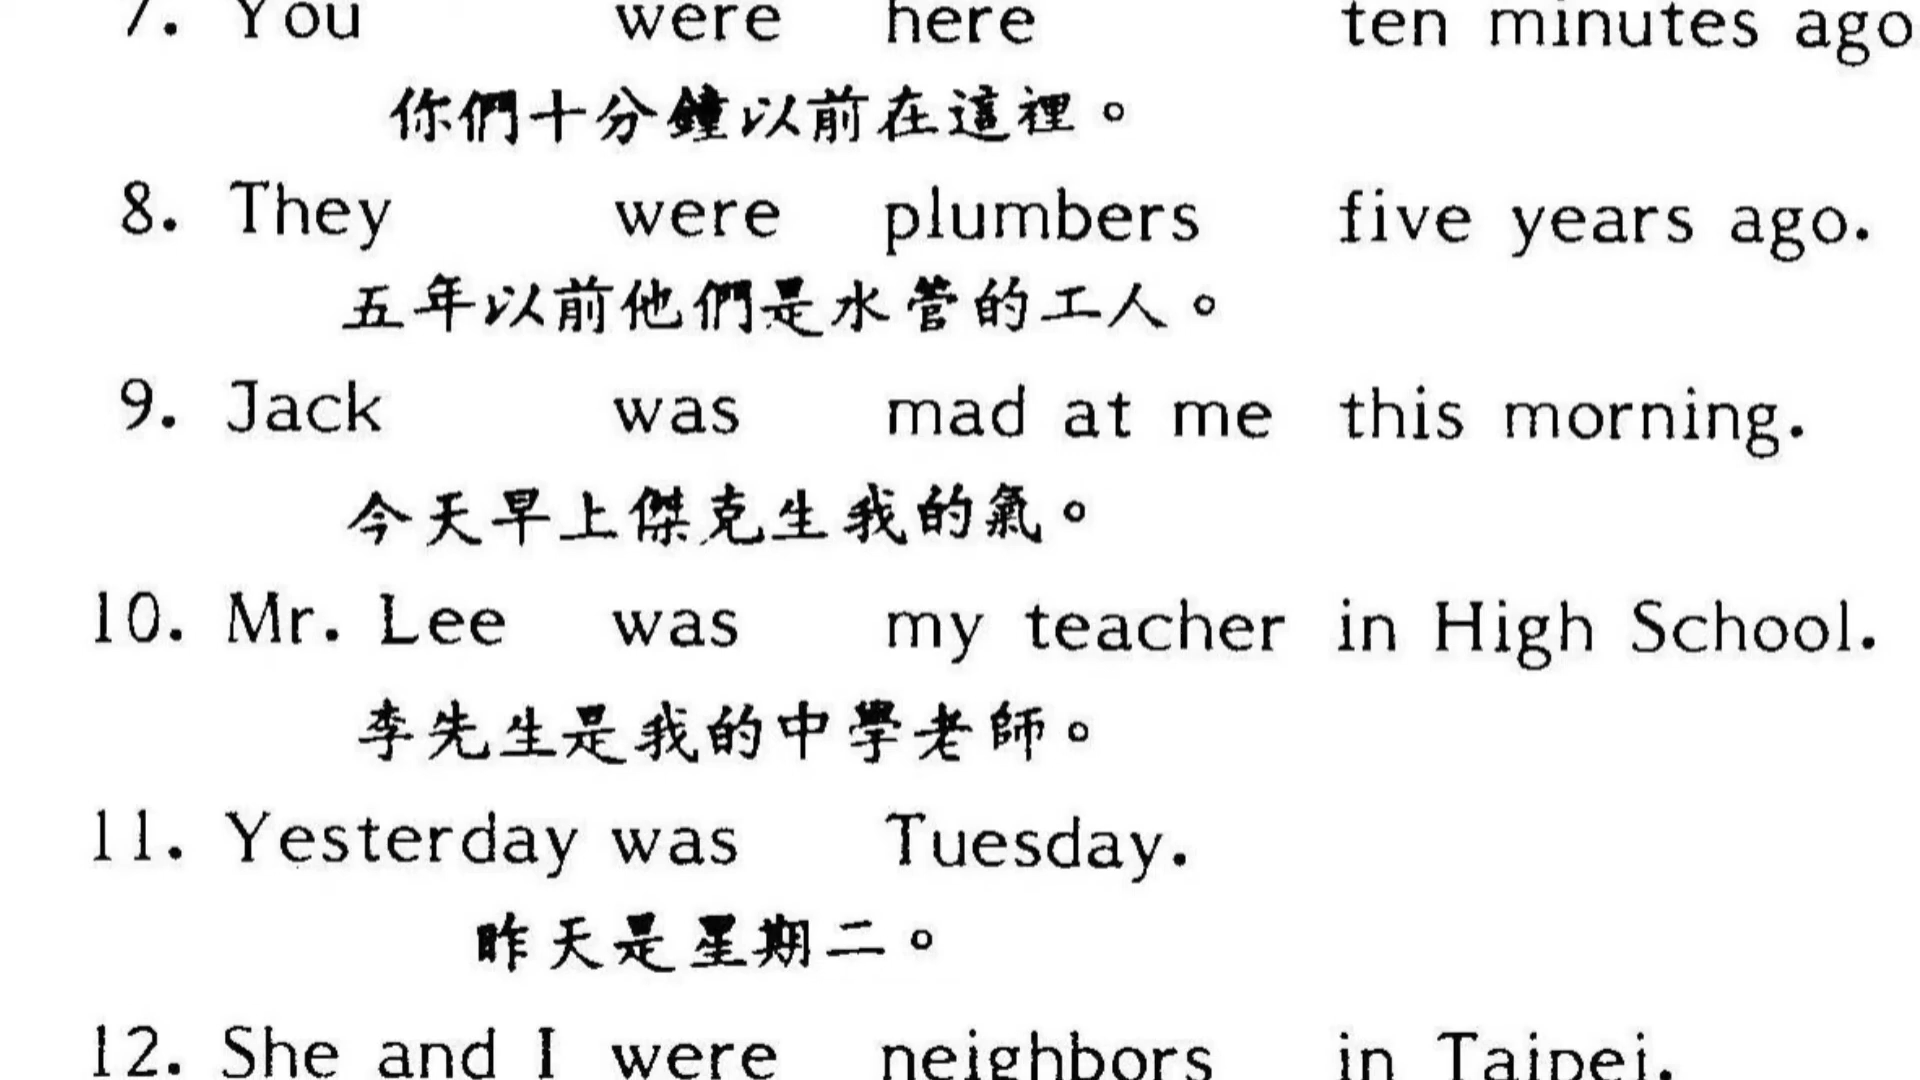 7. You were here ten minutes ago
你們十分鐘以前在這裡。
8. They were plumbers five years ago.
五年以前他們是水管的工人。
9. Jack was mad at me this morning.
今天早上傑克生我的氣。
10. Mr. Lee was my teacher in High School.
李先生是我的中學老師。
11. Yesterday was Tuesday.
昨天是星期二。
12. She and I were neighbors in Taipei.